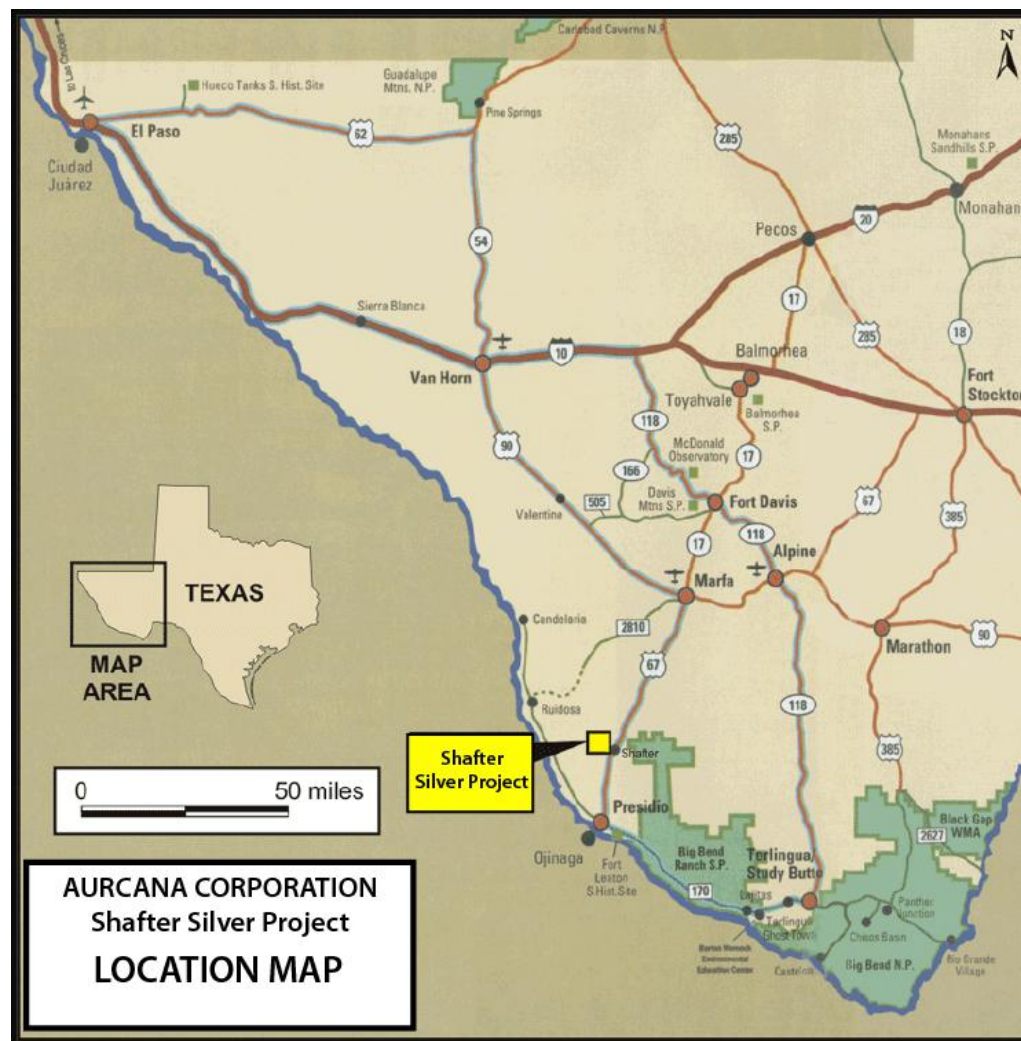 Carlsbad Caverns N.P.
N
to Las Cruces
Hueco Tanks S. Hist. Site
Guadalupe
Mtns. N.P.
Pine Springs
El Paso
62
285
Monahans
Sandhills S.P.
Ciudad
Juárez
20
Monahan
Pecos
54
17
285
18
Sierra Blanca
10
Van Horn
Balmorhea
Toyahvale
Balmorhea
S.P.
Fort
Stockton
118
90
McDonald
Observatory
166
17
67
385
Valentine
505
Davis
Mtns S.P.
Fort Davis
118
17
Alpine
Marfa
TEXAS
MAP
AREA
Candelaria
2810
67
Marathon
90
118
Ruidosa
385
Shafter
Silver Project
Shafter
0 50 miles
Presidio
Ojinaga
Fort
S.Hist.Site
Big Bend
Ranch S.P.
170
Terlingua/
Study Butte
Black Gap
WMA
2627
Lajitas
Terlingua
Ghost Town
Panther
Junction
Chisos Basin
Education Center
Big Bend N.P.
Rio Grande
Village
AURCANA CORPORATION
Shafter Silver Project
LOCATION MAP